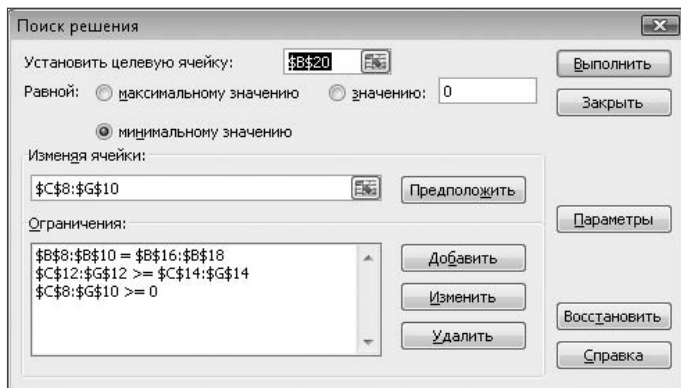 Поиск решения
Установить целевую ячейку: $B$20
Выполнить
Равной: максимальному значению значению: 0
Закрыть
минимальному значению
Изменяя ячейки:
$C$8:$G$10
Предположить
Параметры
Ограничения:
$B$8:$B$10 = $B$16:$B$18
$C$12:$G$12 >= $C$14:$G$14
$C$8:$G$10 >= 0
Добавить
Изменить
Удалить
Восстановить
Справка